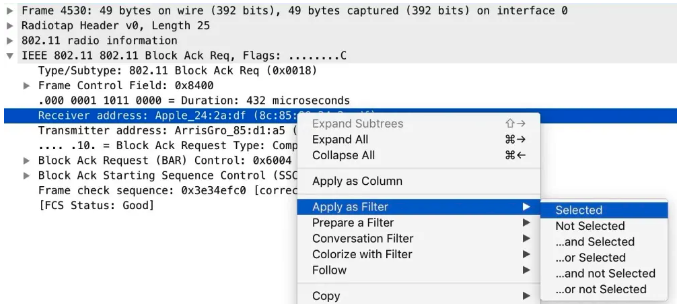 Frame 4530: 49 bytes on wire (392 bits), 49 bytes captured (392 bits) on interface 0
Radiotap Header v0, Length 25
802.11 radio information
IEEE 802.11 802.11 Block Ack Req, Flags: ........C
Type/Subtype: 802.11 Block Ack Req (0x0018)
Frame Control Field: 0x8400
.000 0001 1011 0000 = Duration: 432 microseconds
Receiver address: Apple_24:2a:df (8c:85:
Transmitter address: ArrisGro_85:d1:a5 (
.... .10. = Block Ack Request Type: Comp
Block Ack Request (BAR) Control: 0x6004
Block Ack Starting Sequence Control (SSC
Frame check sequence: 0x3e34efc0 [correc
[FCS Status: Good]
Expand Subtrees ⇧→
Expand All ⌘→
Collapse All ⌘←
Apply as Column
Apply as Filter
Prepare a Filter
Conversation Filter
Colorize with Filter
Follow
Copy
Selected
Not Selected
...and Selected
...or Selected
...and not Selected
...or not Selected